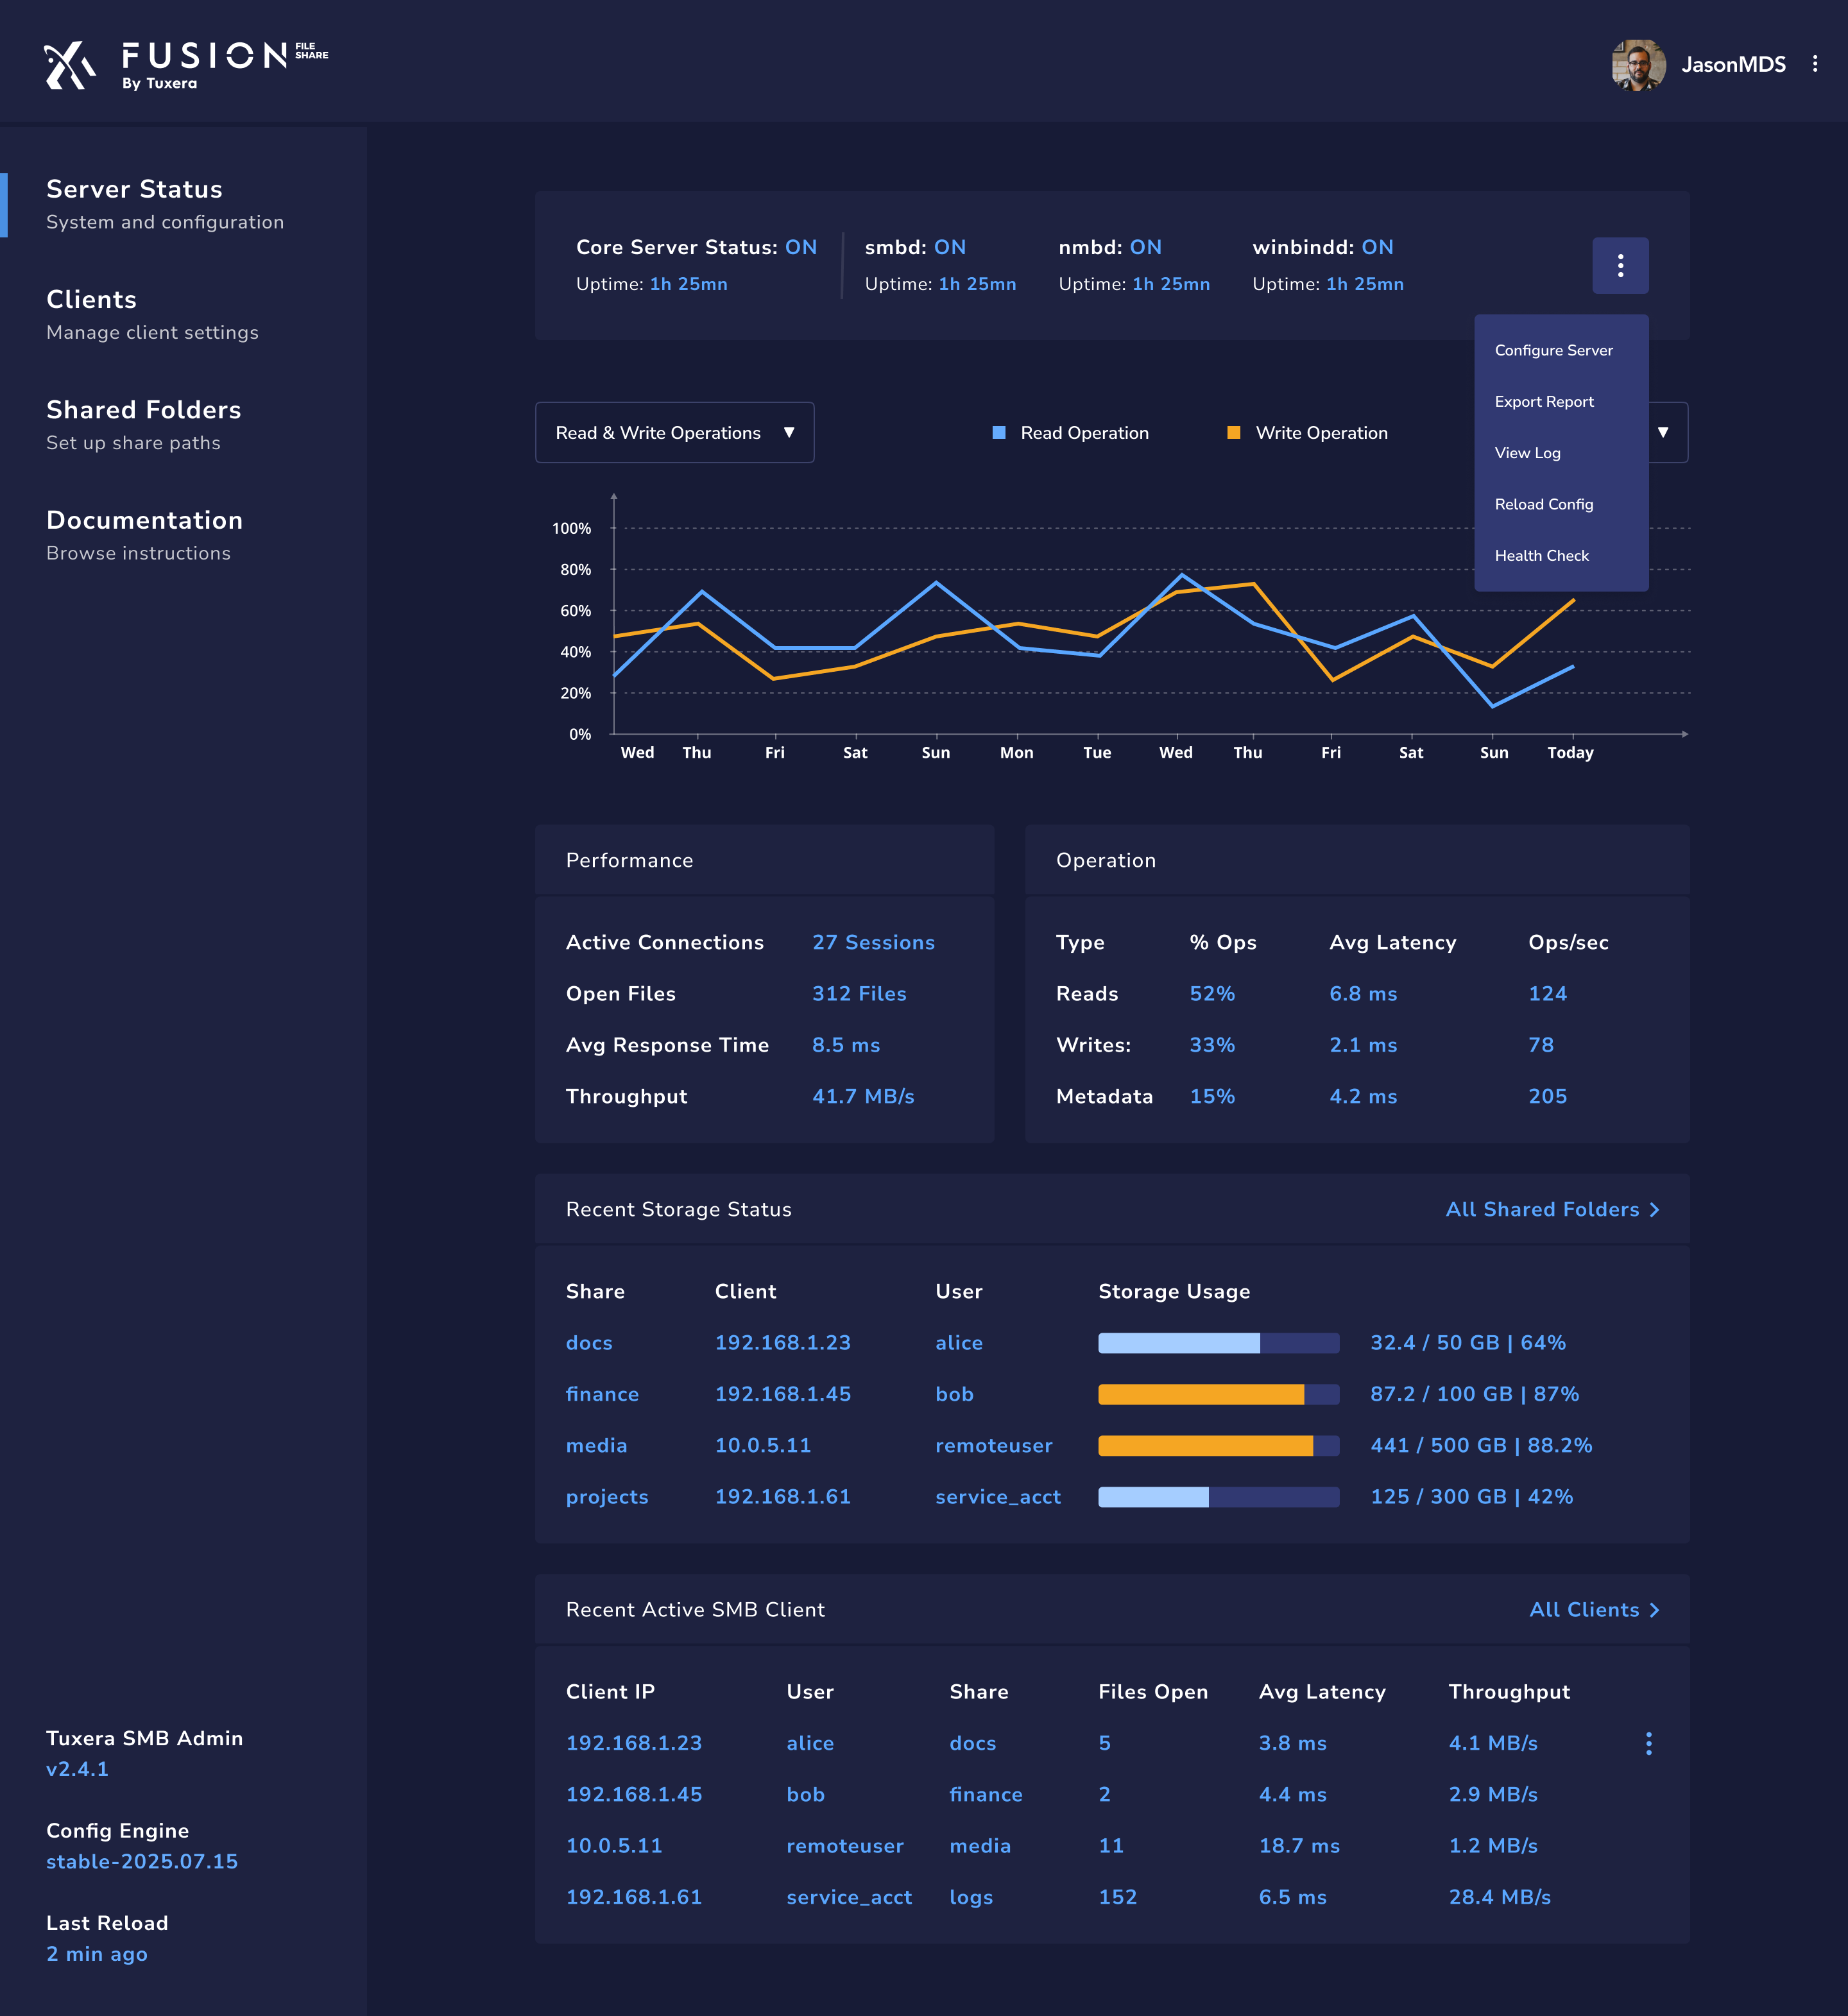 FUSION FILE SHARE
By Tuxera
JasonMDS
Server Status
System and configuration
Clients
Manage client settings
Shared Folders
Set up share paths
Documentation
Browse instructions
Tuxera SMB Admin
v2.4.1
Config Engine
stable-2025.07.15
Last Reload
2 min ago
Core Server Status: ON
Uptime: 1h 25mn
smbd: ON
Uptime: 1h 25mn
nmbd: ON
Uptime: 1h 25mn
winbindd: ON
Uptime: 1h 25mn
Configure Server
Export Report
View Log
Reload Config
Health Check
Read & Write Operations ▼
Read Operation
Write Operation
▼
100%
80%
60%
40%
20%
0%
Wed Thu Fri Sat Sun Mon Tue Wed Thu Fri Sat Sun Today
Performance
Active Connections 27 Sessions
Open Files 312 Files
Avg Response Time 8.5 ms
Throughput 41.7 MB/s
Operation
Type % Ops Avg Latency Ops/sec
Reads 52% 6.8 ms 124
Writes: 33% 2.1 ms 78
Metadata 15% 4.2 ms 205
Recent Storage Status
All Shared Folders >
Share Client User Storage Usage
docs 192.168.1.23 alice 32.4 / 50 GB | 64%
finance 192.168.1.45 bob 87.2 / 100 GB | 87%
media 10.0.5.11 remoteuser 441 / 500 GB | 88.2%
projects 192.168.1.61 service_acct 125 / 300 GB | 42%
Recent Active SMB Client
All Clients >
Client IP User Share Files Open Avg Latency Throughput
192.168.1.23 alice docs 5 3.8 ms 4.1 MB/s
192.168.1.45 bob finance 2 4.4 ms 2.9 MB/s
10.0.5.11 remoteuser media 11 18.7 ms 1.2 MB/s
192.168.1.61 service_acct logs 152 6.5 ms 28.4 MB/s